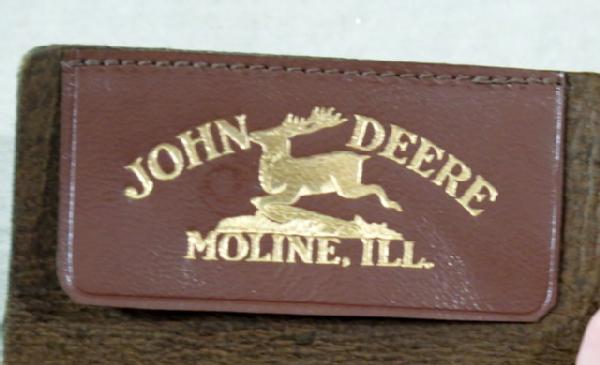 JOHN DEERE
MOLINE, ILL.